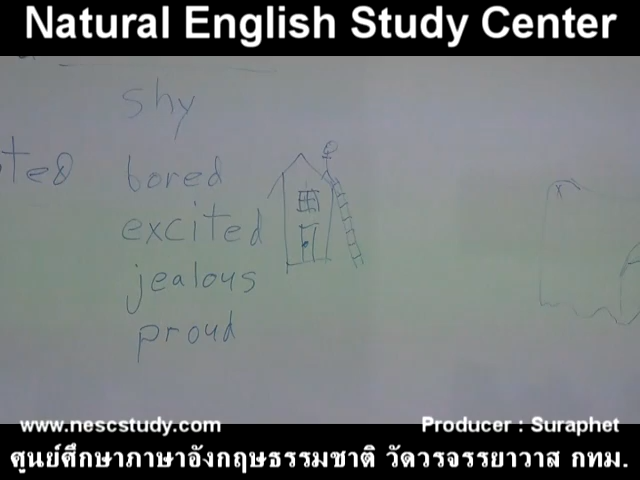 Natural English Study Center
shy
bored
excited
jealous
proud
www.nescstudy.com Producer : Suraphet
ศูนย์ศึกษาภาษาอังกฤษธรรมชาติ วัดวรจรรยาวาส กทม.